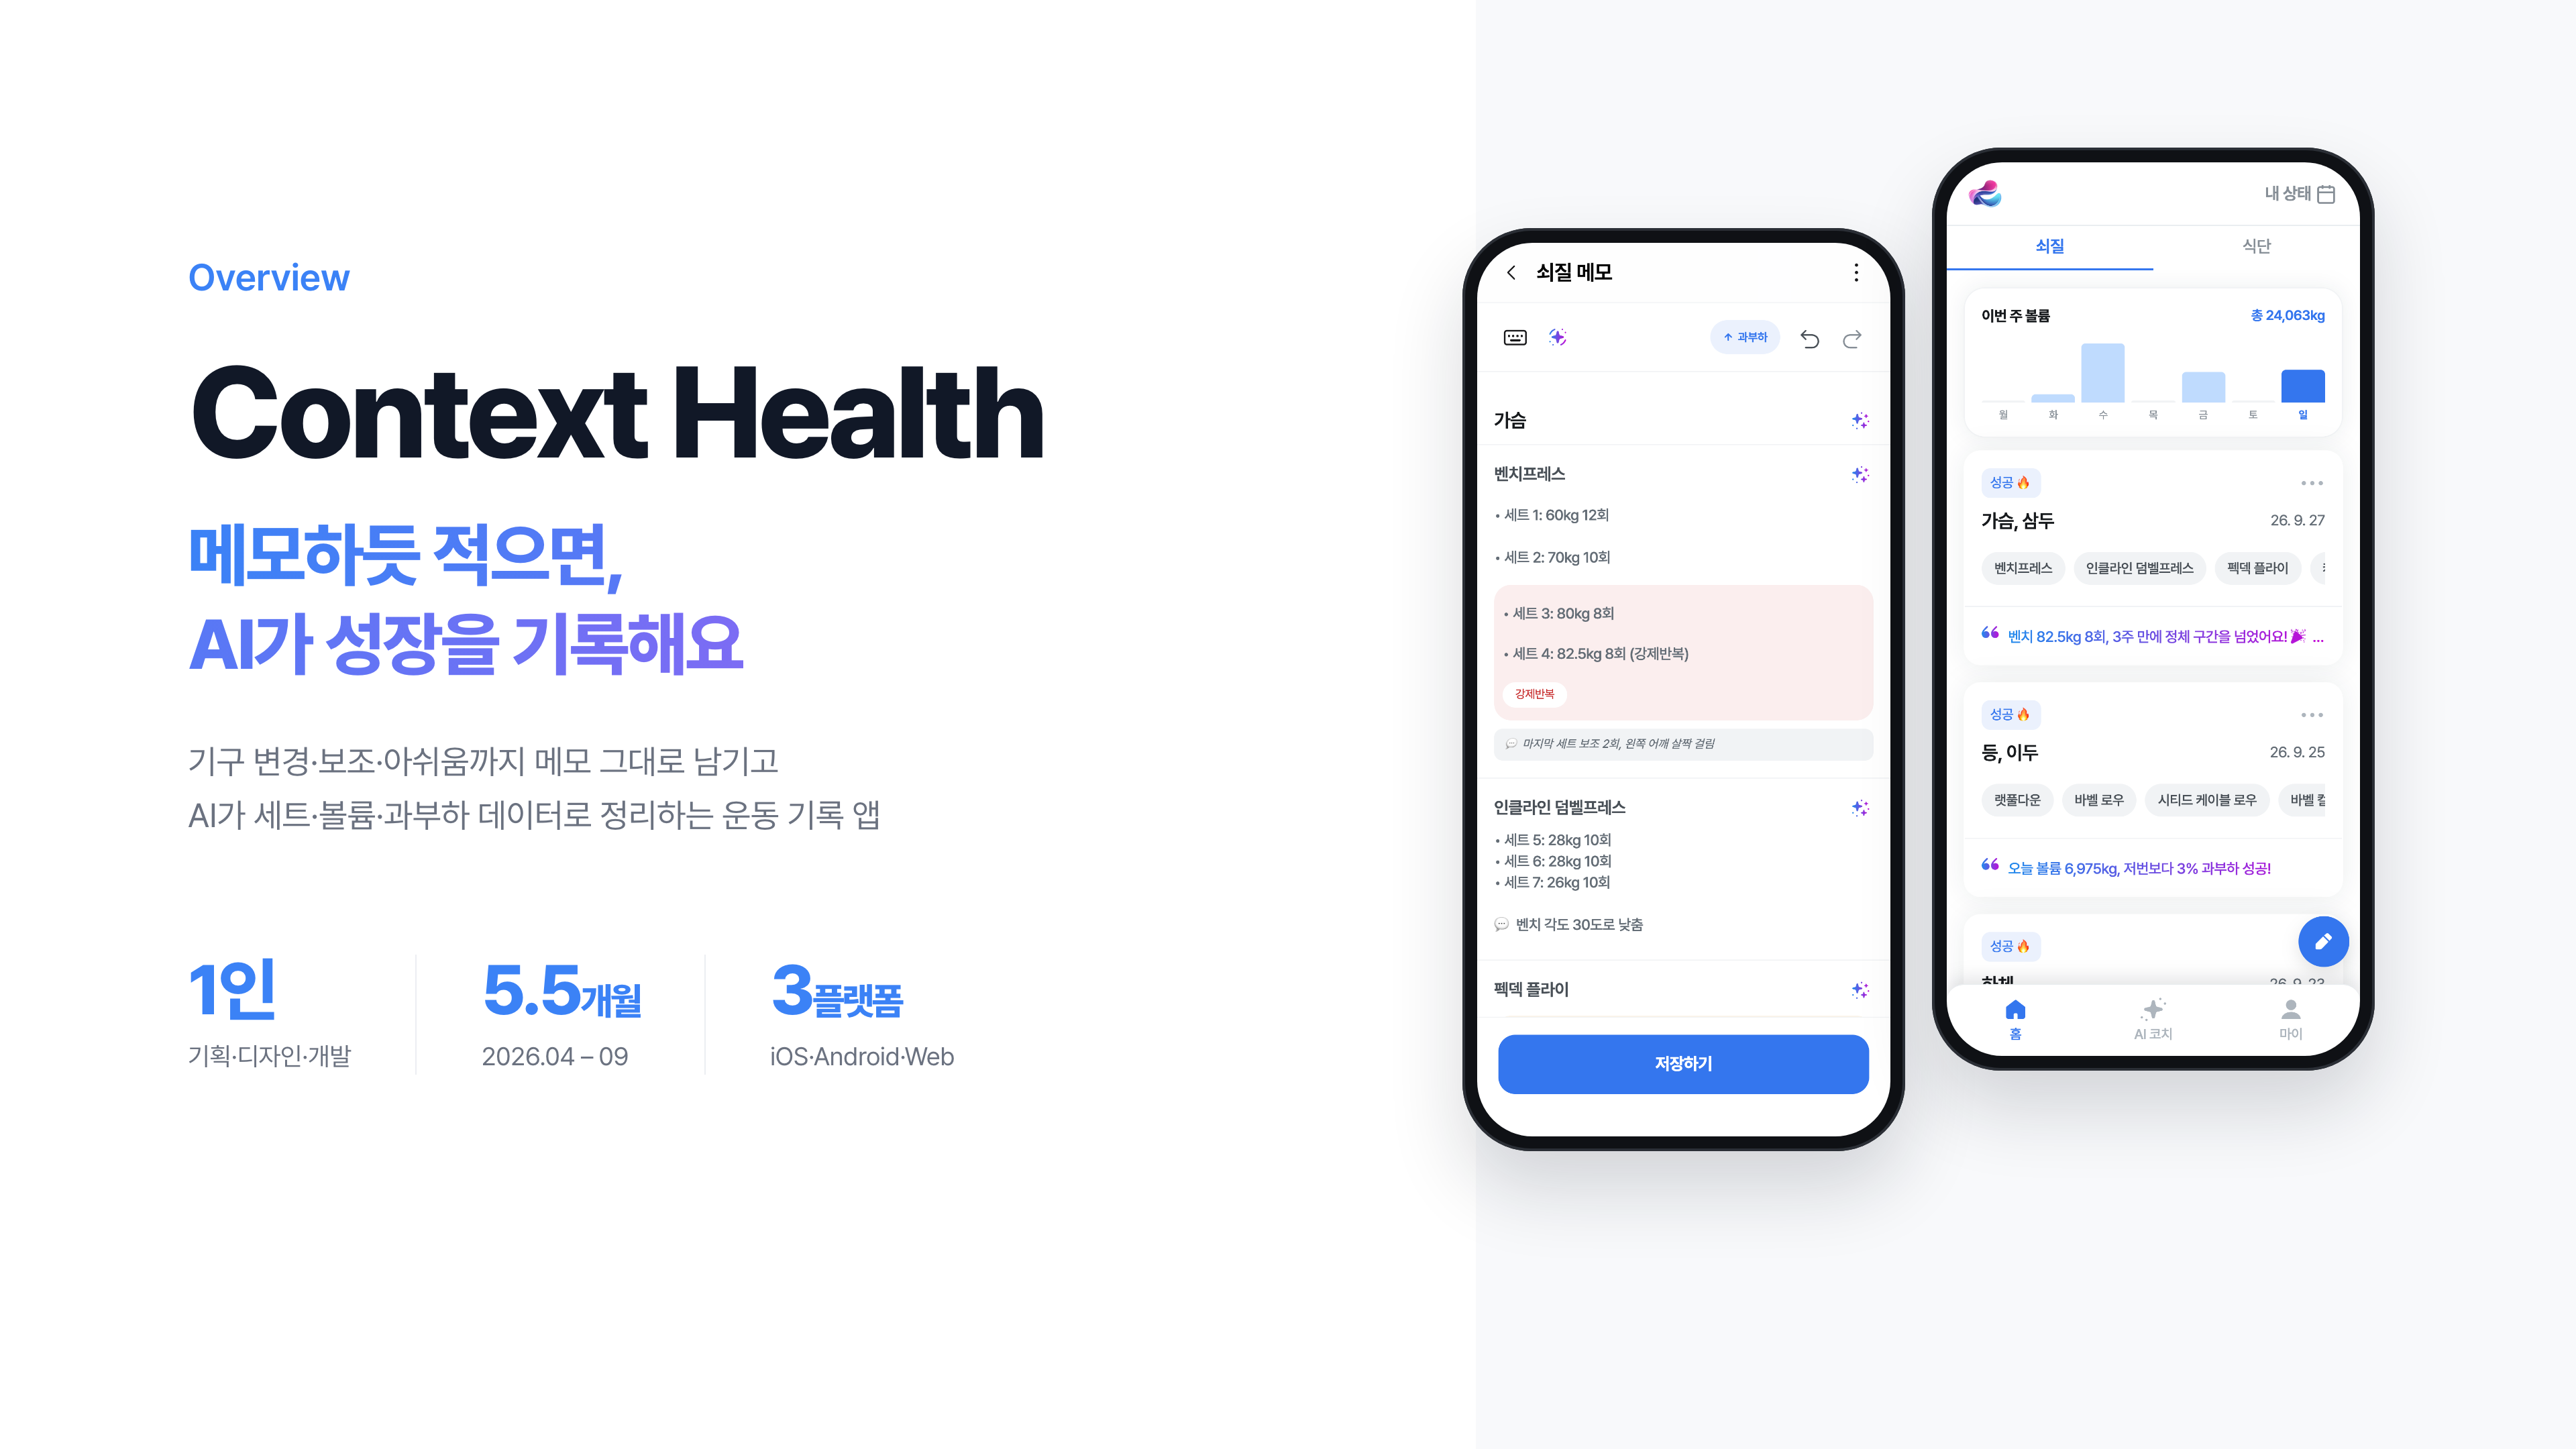 Overview
Context Health
메모하듯 적으면,
AI가 성장을 기록해요
기구 변경·보조·아쉬움까지 메모 그대로 남기고
AI가 세트·볼륨·과부하 데이터로 정리하는 운동 기록 앱
1인
기획·디자인·개발
5.5개월
2026.04 – 09
3플랫폼
iOS·Android·Web
쇠질 메모
과부하
가슴
벤치프레스
• 세트 1: 60kg 12회
• 세트 2: 70kg 10회
• 세트 3: 80kg 8회
• 세트 4: 82.5kg 8회 (강제반복)
강제반복
마지막 세트 보조 2회, 왼쪽 어깨 살짝 걸림
인클라인 덤벨프레스
• 세트 5: 28kg 10회
• 세트 6: 28kg 10회
• 세트 7: 26kg 10회
벤치 각도 30도로 낮춤
펙덱 플라이
저장하기
내 상태
쇠질 식단
이번 주 볼륨 총 24,063kg
월 화 수 목 금 토 일
성공 🔥
가슴, 삼두 26. 9. 27
벤치프레스 인클라인 덤벨프레스 펙덱 플라이
벤치 82.5kg 8회, 3주 만에 정체 구간을 넘었어요! 🎉 ...
성공 🔥
등, 이두 26. 9. 25
랫풀다운 바벨 로우 시티드 케이블 로우 바벨 컬
오늘 볼륨 6,975kg, 저번보다 3% 과부하 성공!
성공 🔥
하체 26. 9. 23
홈 AI 코치 마이